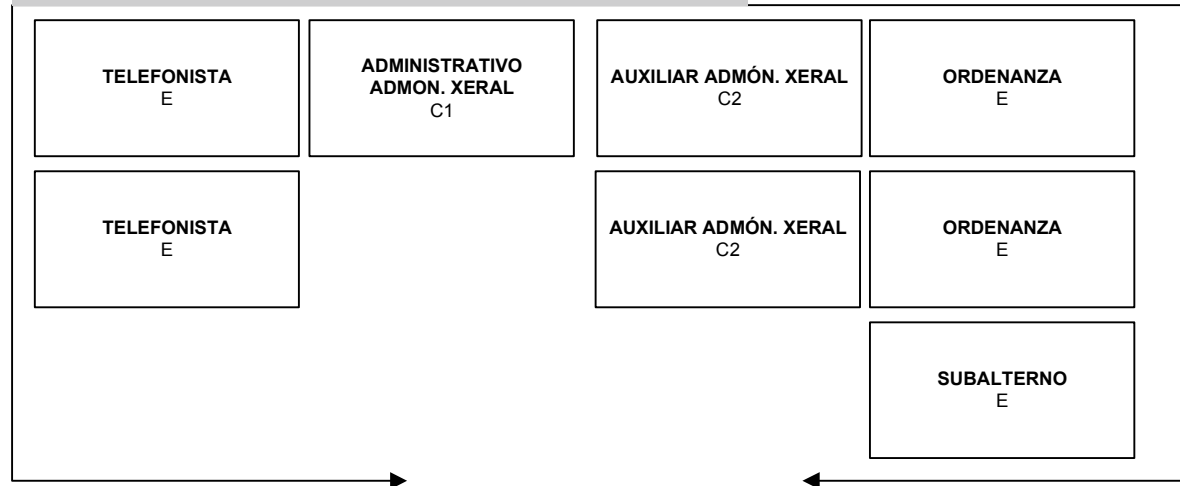 TELEFONISTA
E
ADMINISTRATIVO
ADMON. XERAL
C1
AUXILIAR ADMÓN. XERAL
C2
ORDENANZA
E
TELEFONISTA
E
AUXILIAR ADMÓN. XERAL
C2
ORDENANZA
E
SUBALTERNO
E